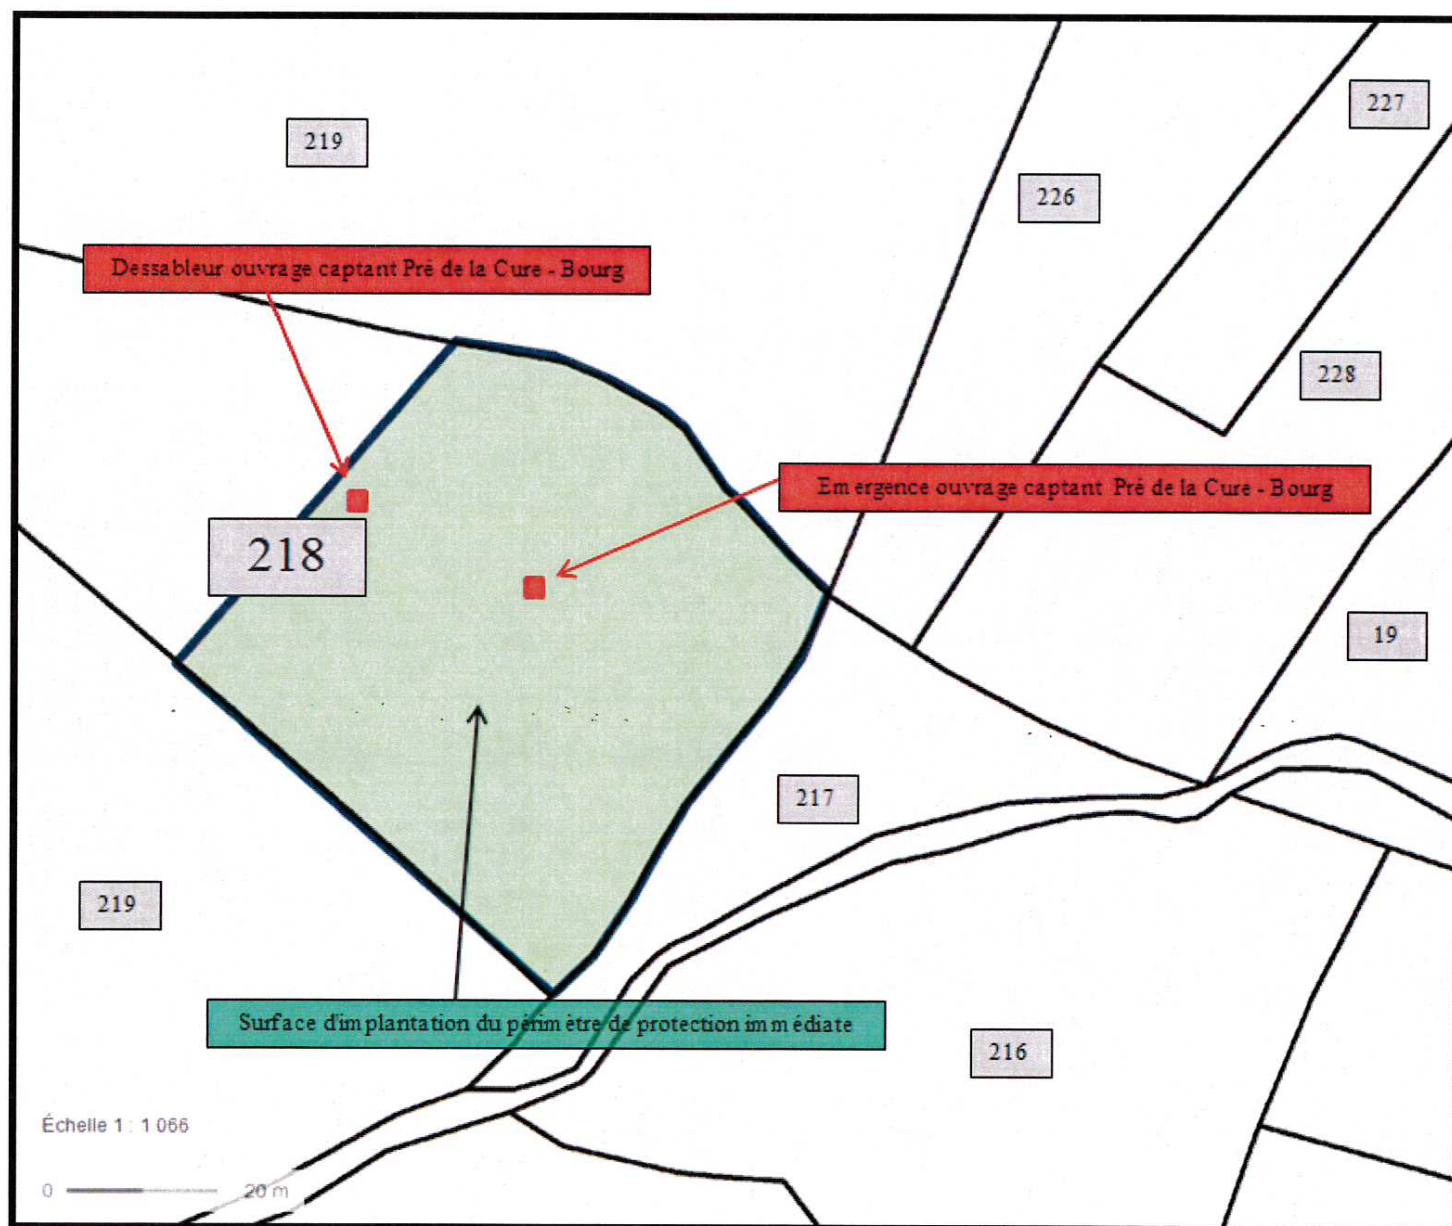 227
219
226
Dessableur ouvrage captant Pré de la Cure - Bourg
228
Emergence ouvrage captant Pré de la Cure - Bourg
218
19
217
219
Surface d'implantation du périmètre de protection immédiate
216
Échelle 1 : 1 066
0 20 m